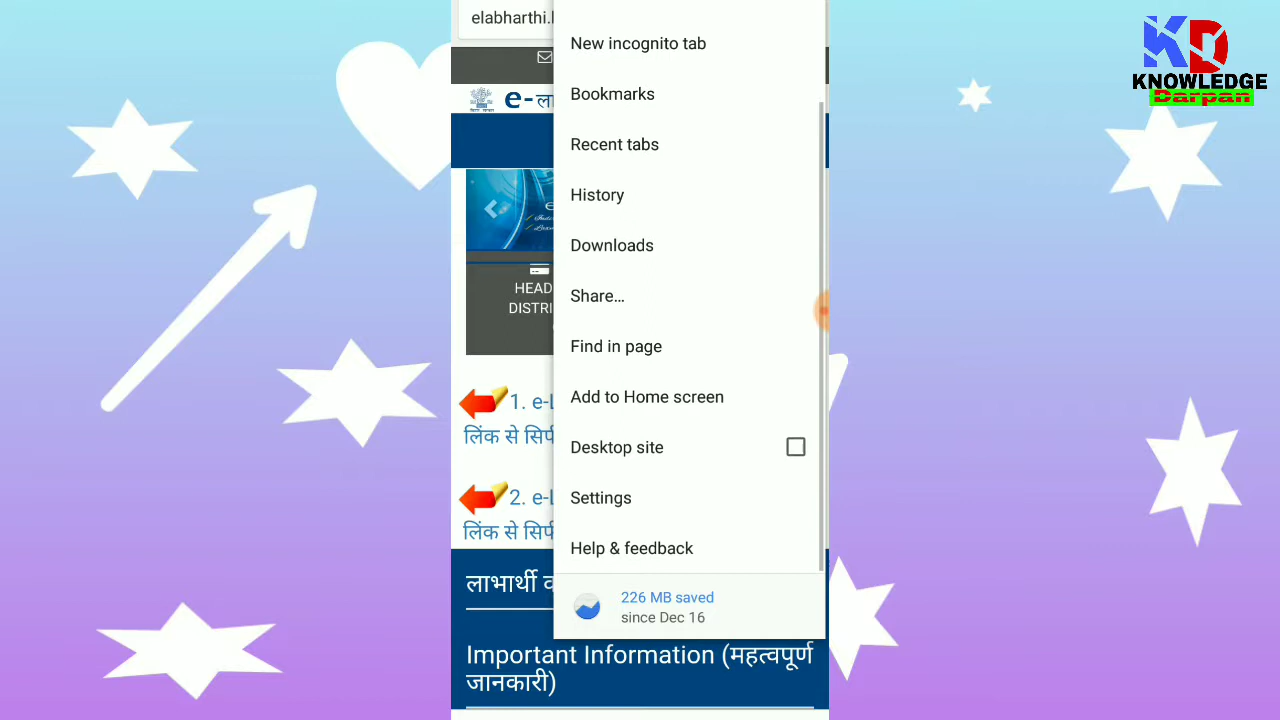 elabharthi.
KNOWLEDGE
Darpan
New incognito tab
Bookmarks
Recent tabs
History
Downloads
Share...
Find in page
Add to Home screen
Desktop site
Settings
Help & feedback
226 MB saved
since Dec 16
e-ला
HEAD
DISTRI
1. e-L
लिंक से सिर्फ
2. e-L
लिंक से सिर्फ
लाभार्थी
Important Information (महत्वपूर्ण
जानकारी)